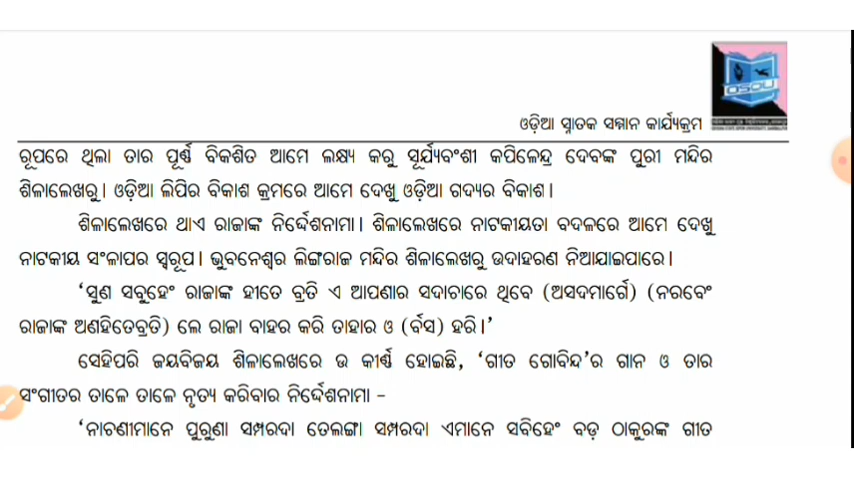 OSOU
ଓଡ଼ିଆ ସ୍ନାତକ ସମ୍ମାନ କାର୍ଯ୍ୟକ୍ରମ
ରୂପରେ ଥିଲା ତାର ପୂର୍ଣ୍ଣ ବିକଶିତ ଆମେ ଲକ୍ଷ୍ୟ କରୁ ସୂର୍ଯ୍ୟବଂଶୀ କପିଳେନ୍ଦ୍ର ଦେବଙ୍କ ପୁରୀ ମନ୍ଦିର
ଶିଳାଲେଖରୁ। ଓଡ଼ିଆ ଲିପିର ବିକାଶ କ୍ରମରେ ଆମେ ଦେଖୁ ଓଡ଼ିଆ ଗଦ୍ୟର ବିକାଶ।
ଶିଳାଲେଖରେ ଥାଏ ରାଜାଙ୍କ ନିର୍ଦ୍ଦେଶନାମା। ଶିଳାଲେଖରେ ନାଟକୀୟତା ବଦଳରେ ଆମେ ଦେଖୁ
ନାଟକୀୟ ସଂଳାପର ସ୍ୱରୂପ। ଭୁବନେଶ୍ୱର ଲିଙ୍ଗରାଜ ମନ୍ଦିର ଶିଳାଲେଖରୁ ଉଦାହରଣ ନିଆଯାଇପାରେ।
‘ସୁଣ ସବୁହେଂ ରାଜାଙ୍କ ହୀତେ ବ୍ରତି ଏ ଆପଣାର ସଦାଚାରେ ଥିବେ (ଅସଦମାର୍ଗେ) (ନରବେଂ
ରାଜାଙ୍କ ଅଣହିତେବ୍ରତି) ଲେ ରାଜା ବାହର କରି ତାହାର ଓ (ର୍ବସ) ହରି।’
ସେହିପରି ଜୟବିଜୟ ଶିଳାଲେଖରେ ଉ କୀର୍ଣ୍ଣ ହୋଇଛି, ‘ଗୀତ ଗୋବିନ୍ଦ’ର ଗାନ ଓ ତାର
ସଂଗୀତର ତାଳେ ତାଳେ ନୃତ୍ୟ କରିବାର ନିର୍ଦ୍ଦେଶନାମା –
‘ନାଚଣୀମାନେ ପୁରୁଣା ସମ୍ପରଦା ତେଲଙ୍ଗା ସମ୍ପରଦା ଏମାନେ ସବିହେଂ ବଡ଼ ଠାକୁରଙ୍କ ଗୀତ